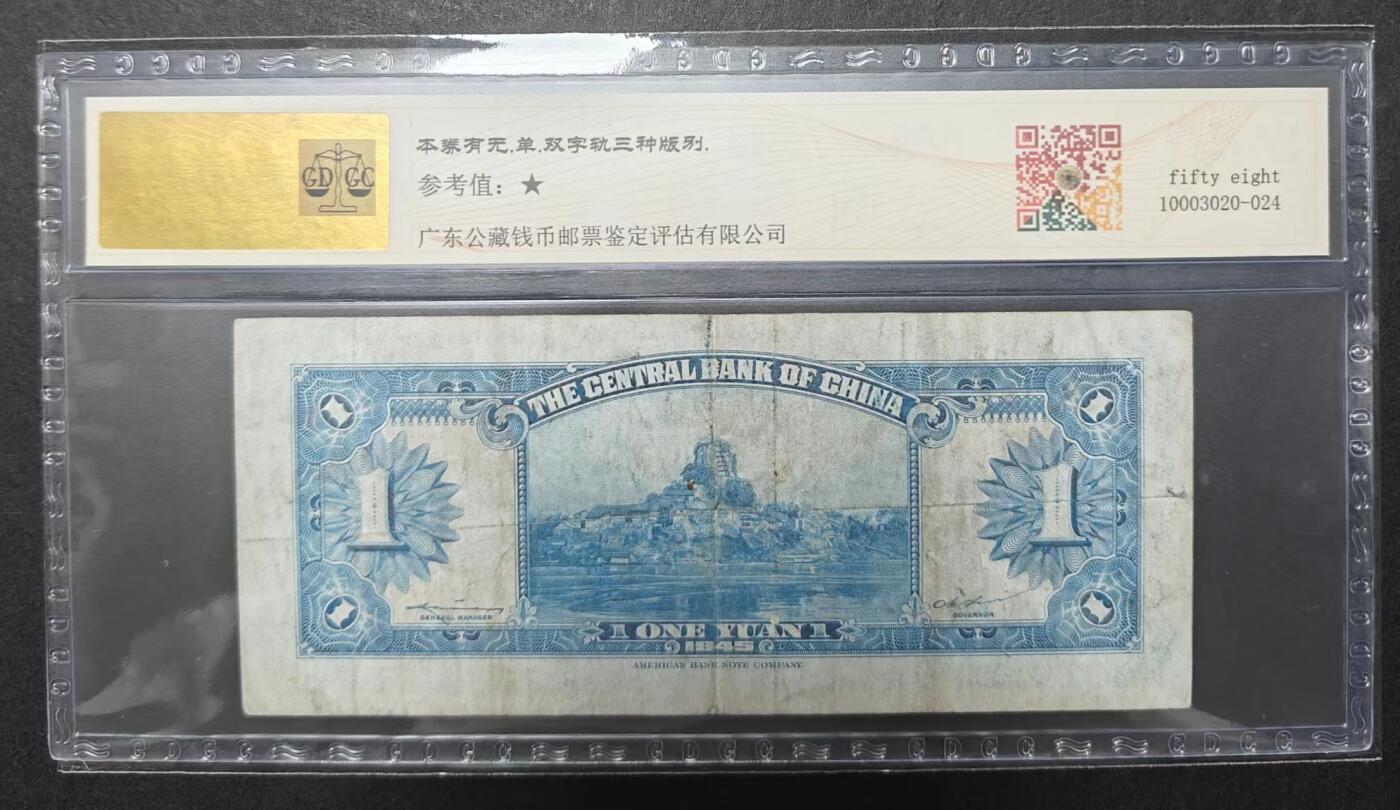 GD GC
本券有无.单.双字轨三种版别.
参考值：★
广东公藏钱币邮票鉴定评估有限公司
fifty eight
10003020-024
THE CENTRAL BANK OF CHINA
1
1
GENERAL MANAGER
GOVERNOR
1 ONE YUAN 1
1945
AMERICAN BANK NOTE COMPANY.